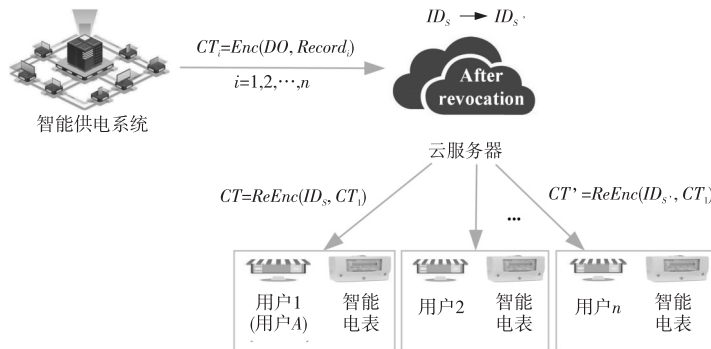 ID_S → ID_S'
CT_i=Enc(DO, Record_i)
i=1,2,…,n
After
revocation
智能供电系统
云服务器
CT=ReEnc(ID_S, CT_1)
CT’ =ReEnc(ID_S', CT_1)
...
用户1
(用户A)
智能
电表
用户2
智能
电表
用户n
智能
电表